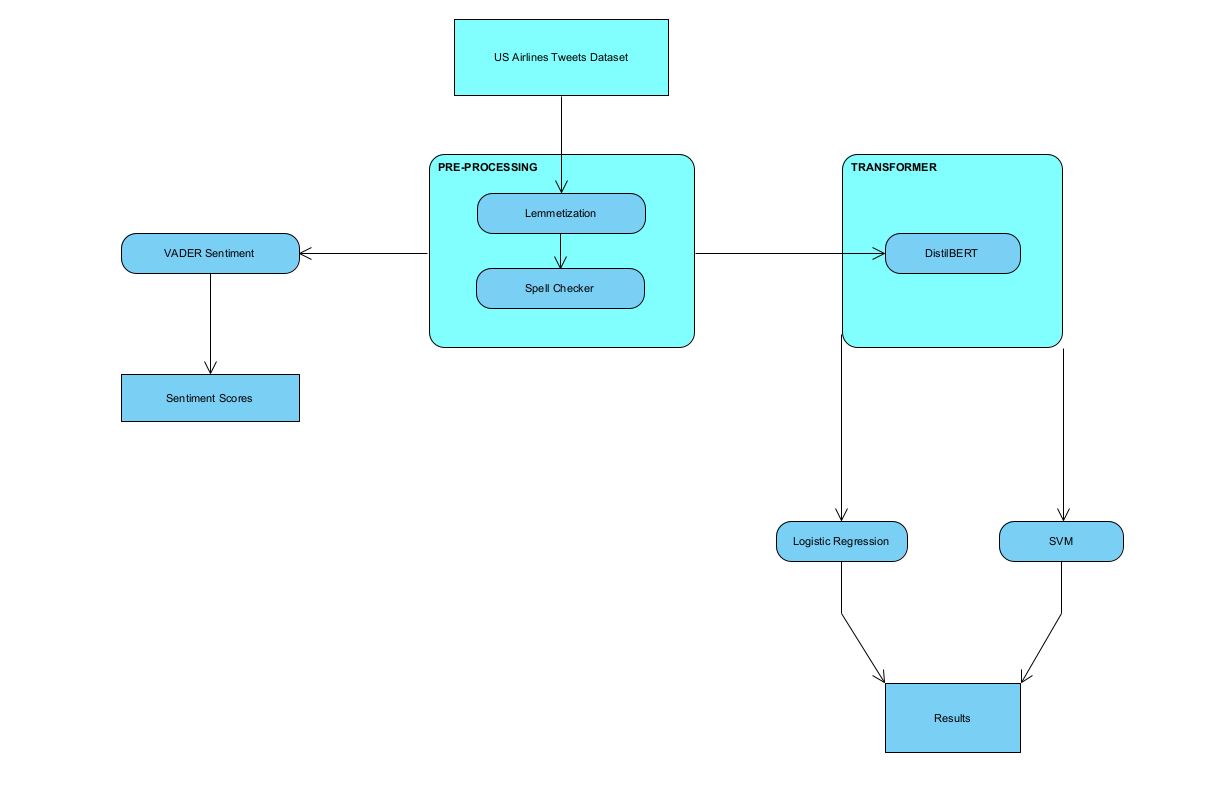 US Airlines Tweets Dataset
PRE-PROCESSING
Lemmetization
Spell Checker
TRANSFORMER
DistilBERT
VADER Sentiment
Sentiment Scores
Logistic Regression
SVM
Results